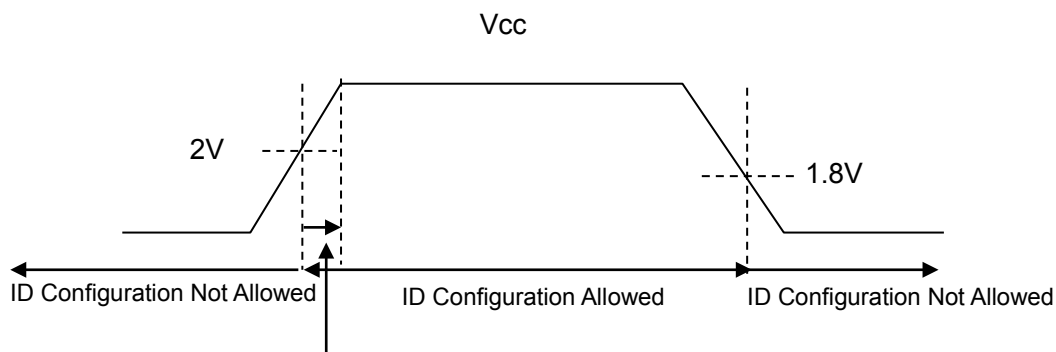 Vcc
2V
1.8V
ID Configuration Not Allowed
ID Configuration Allowed
ID Configuration Not Allowed